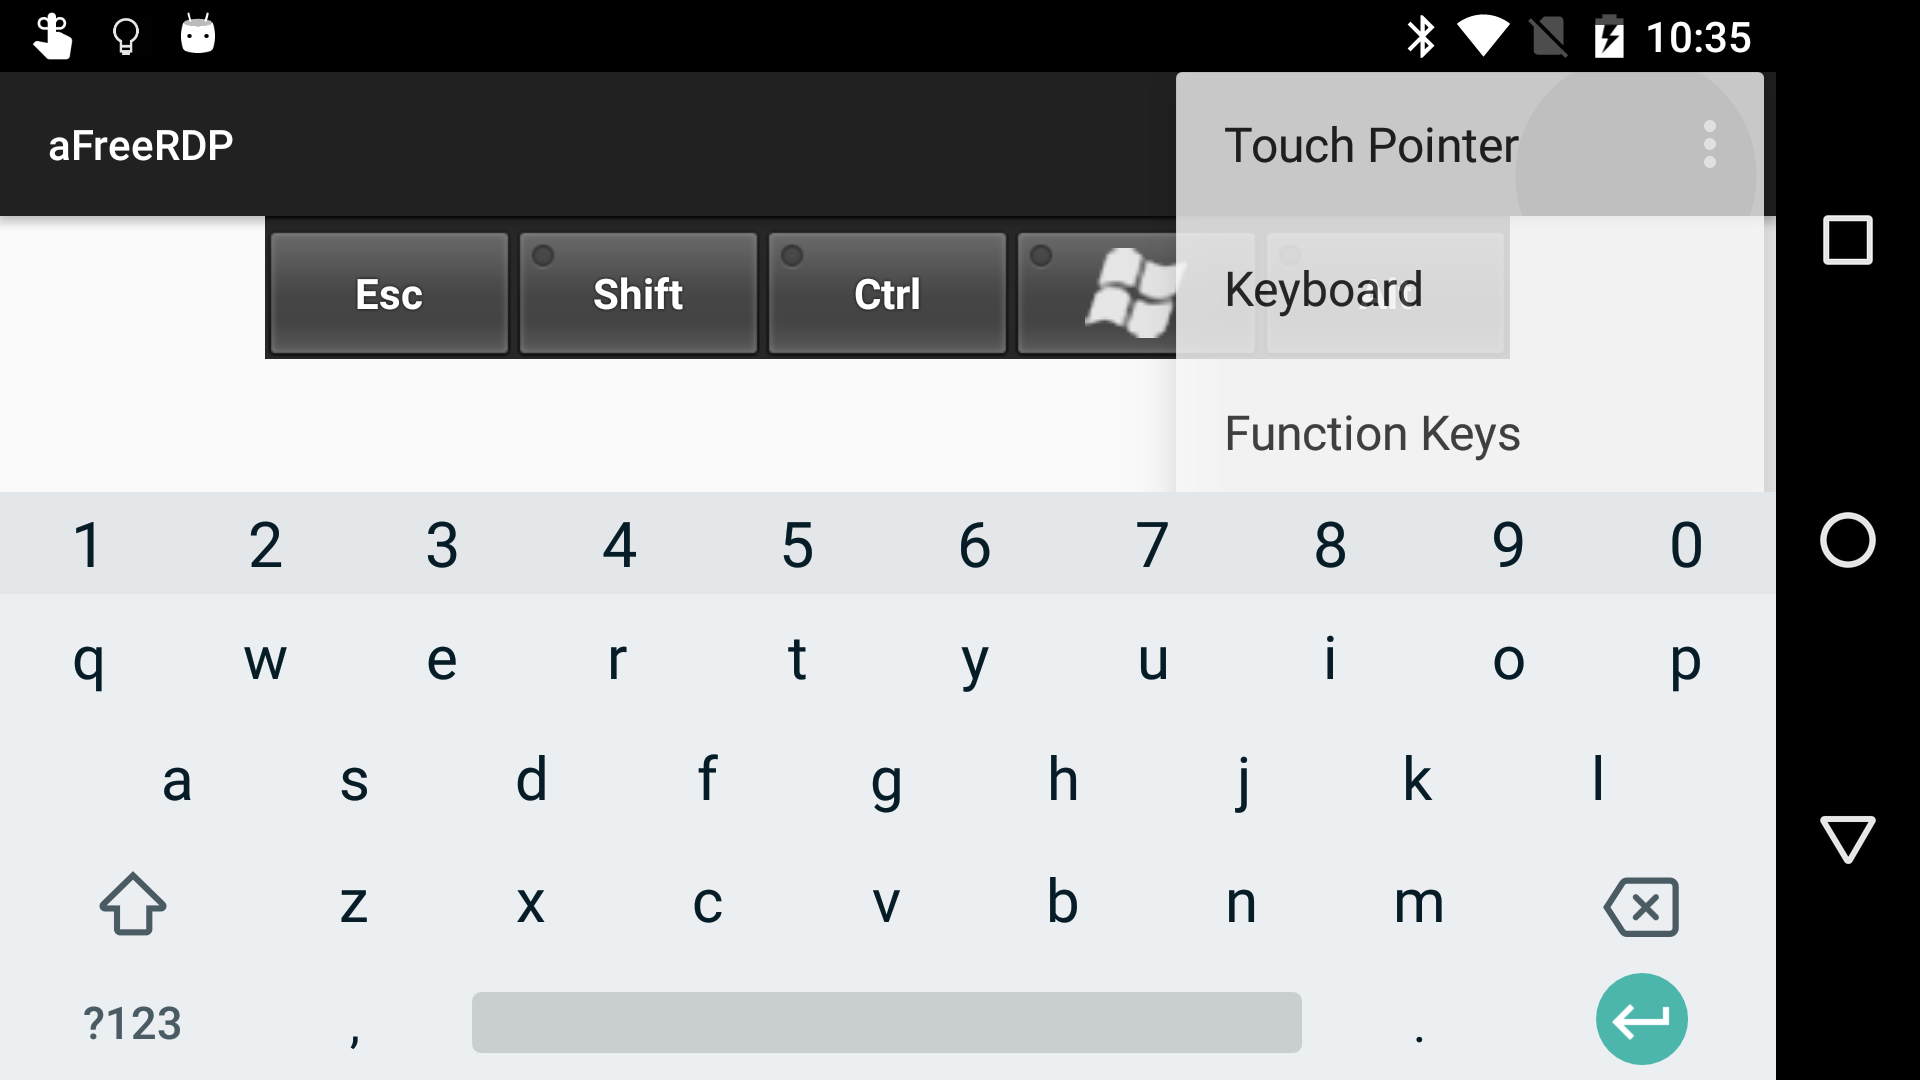 10:35
aFreeRDP
Touch Pointer
Esc
Shift
Ctrl
Keyboard
Function Keys
1 2 3 4 5 6 7 8 9 0
q w e r t y u i o p
a s d f g h j k l
z x c v b n m
?123 , .